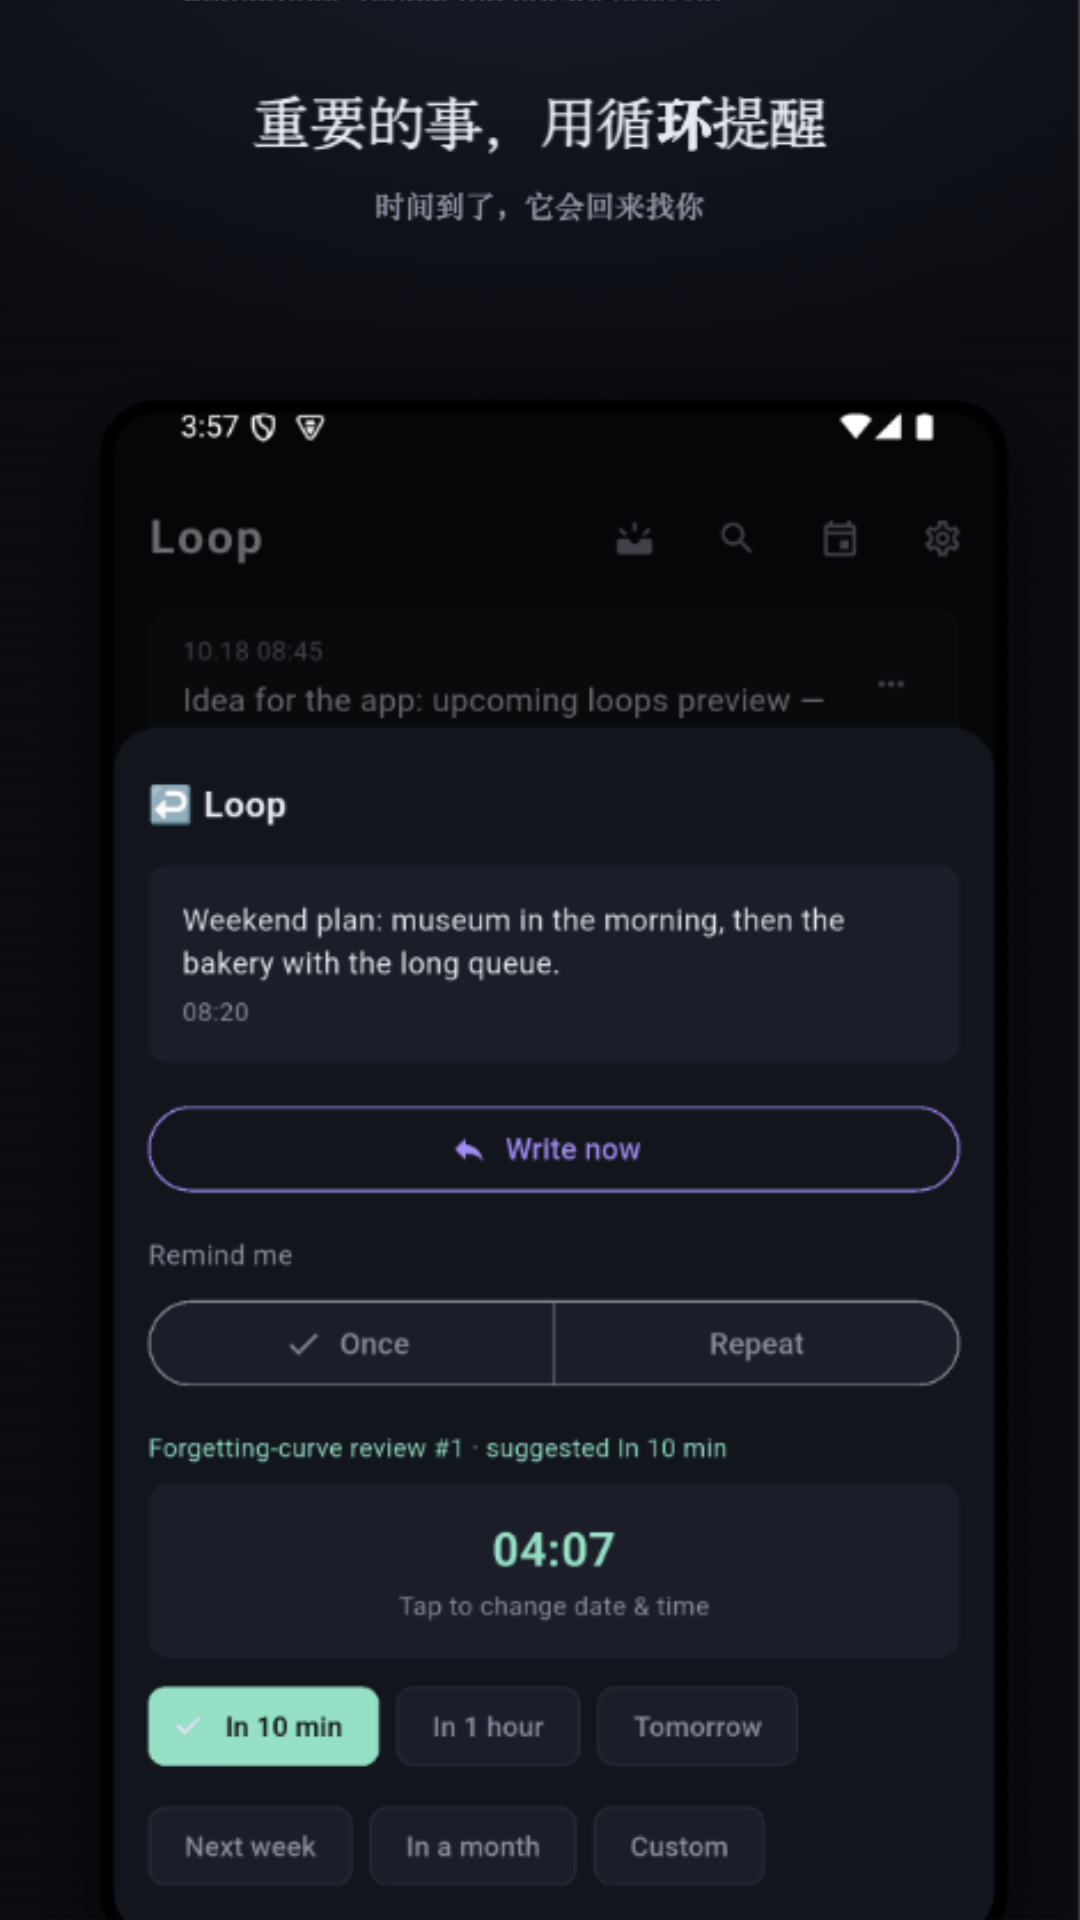 重要的事，用循环提醒
时间到了，它会回来找你
3:57
Loop
10.18 08:45
Idea for the app: upcoming loops preview —
Loop
Weekend plan: museum in the morning, then the
bakery with the long queue.
08:20
Write now
Remind me
Once
Repeat
Forgetting-curve review #1 · suggested In 10 min
04:07
Tap to change date & time
In 10 min
In 1 hour
Tomorrow
Next week
In a month
Custom